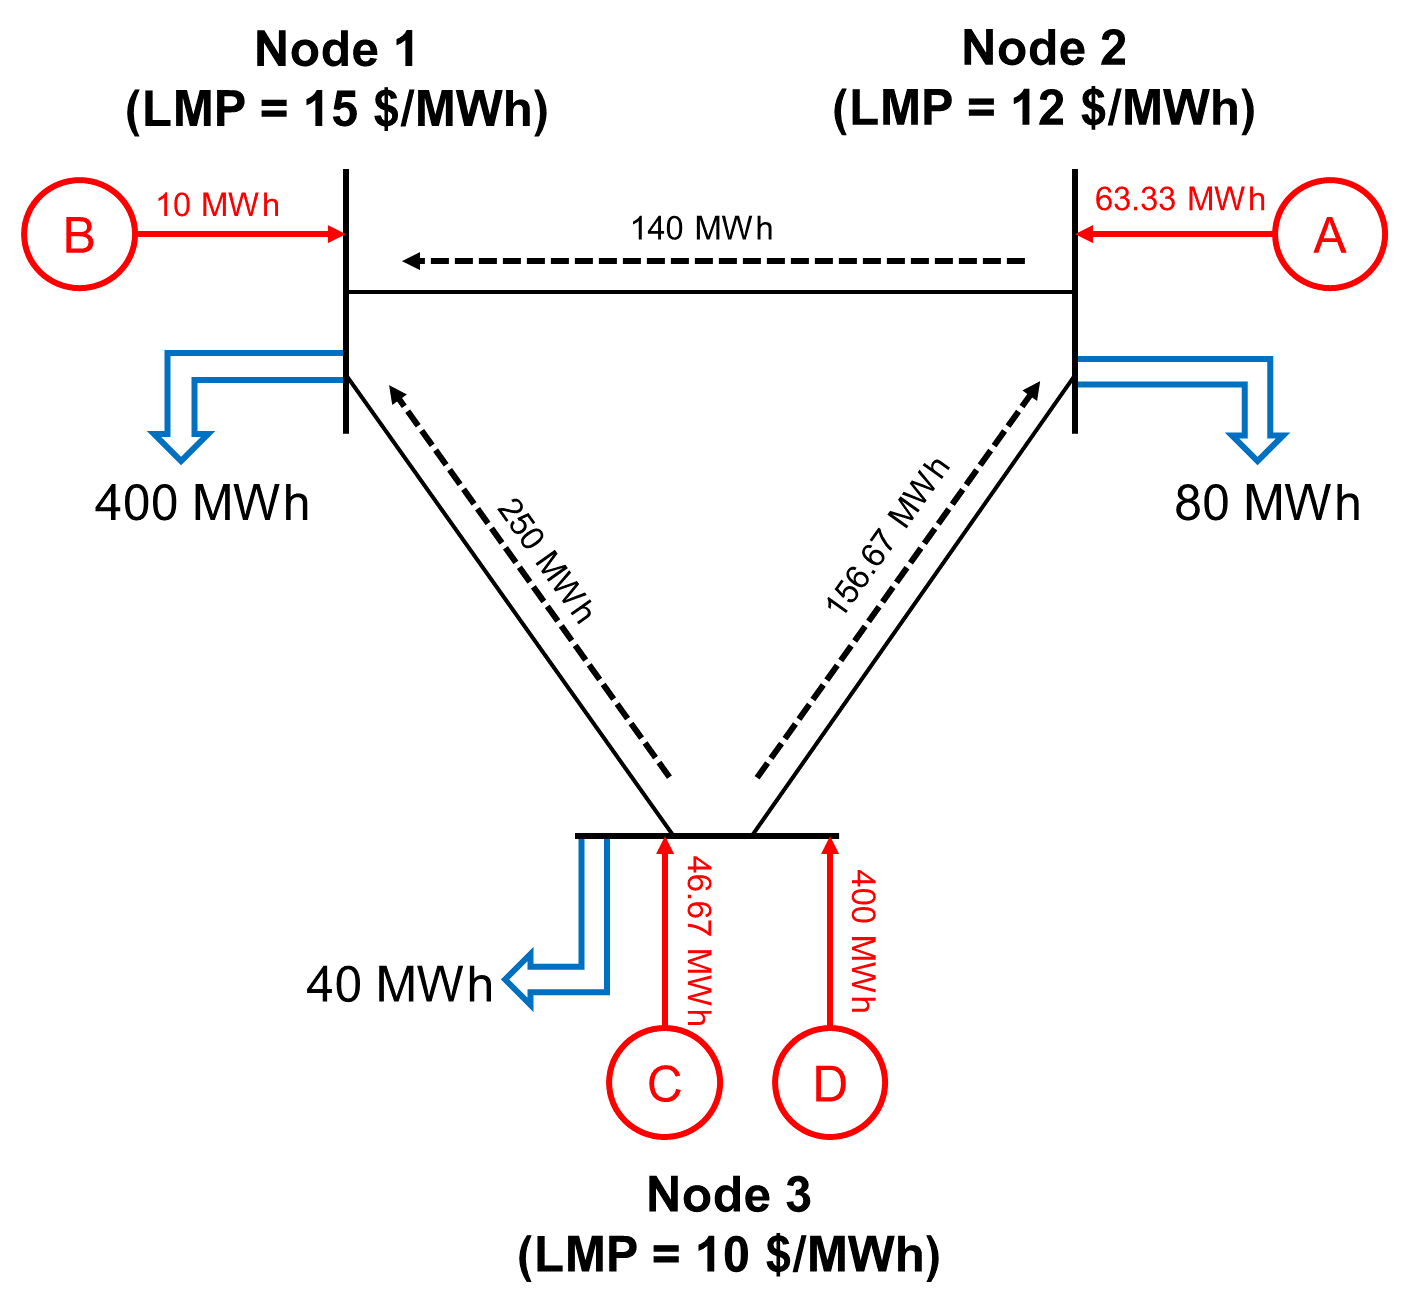 Node 1
(LMP = 15 $/MWh)
Node 2
(LMP = 12 $/MWh)
B
10 MWh
140 MWh
63.33 MWh
A
400 MWh
80 MWh
250 MWh
156.67 MWh
40 MWh
46.67 MWh
400 MWh
C
D
Node 3
(LMP = 10 $/MWh)